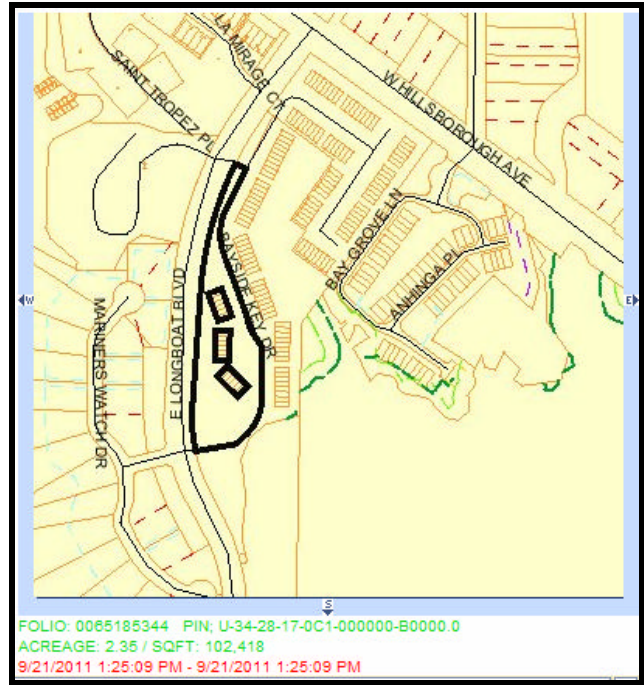 LA MIRAGE CT
SAINT TROPEZ PL
W HILLSBOROUGH AVE
BAY GROVE LN
BAYSIDE KEY DR
ANHINGA PL
W
E
E LONGBOAT BLVD
MARINERS WATCH DR
S
FOLIO: 0065185344 PIN; U-34-28-17-0C1-000000-B0000.0
ACREAGE: 2.35 / SQFT: 102,418
9/21/2011 1:25:09 PM - 9/21/2011 1:25:09 PM